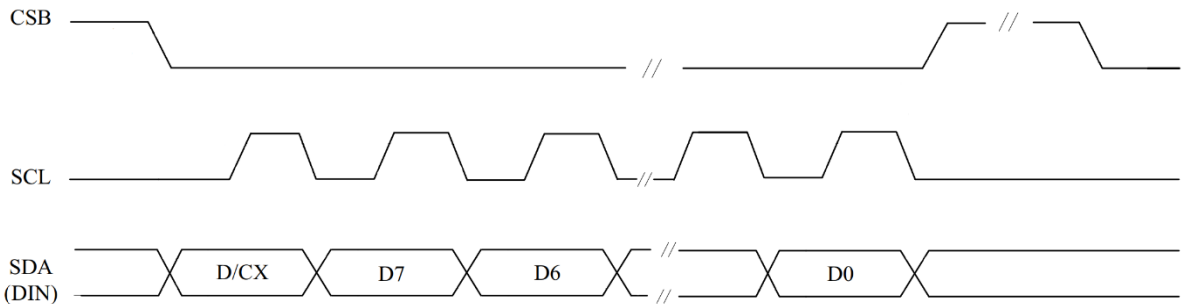 CSB
SCL
SDA
(DIN)
D/CX D7 D6 D0